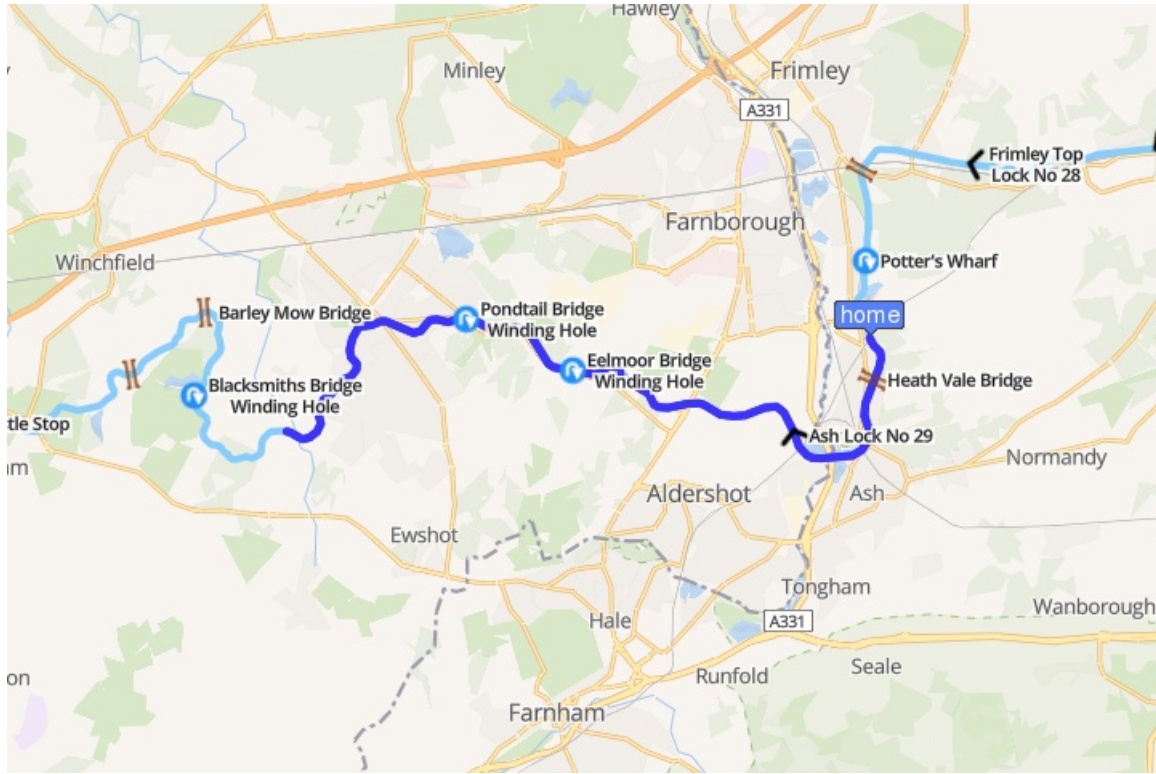 Hawley
Minley
Frimley
A331
Frimley Top
Lock No 28
Farnborough
Winchfield
Potter's Wharf
Barley Mow Bridge
Pondtail Bridge
Winding Hole
home
Eelmoor Bridge
Winding Hole
Heath Vale Bridge
Blacksmiths Bridge
Winding Hole
tle Stop
Ash Lock No 29
am
Normandy
Aldershot
Ash
Ewshot
Tongham
Wanborough
Hale
A331
Seale
Runfold
on
Farnham